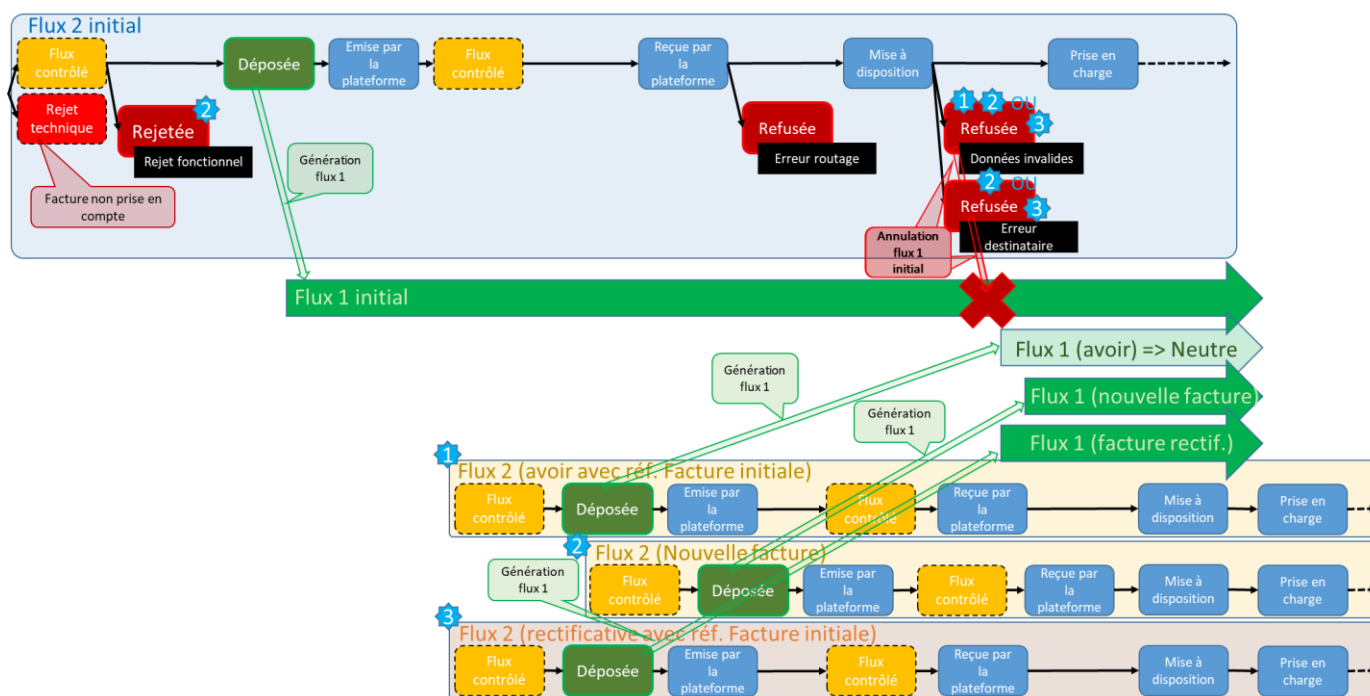 Flux 2 initial
Flux
contrôlé
Déposée
Emise par
la
plateforme
Flux
contrôlé
Reçue par
la
plateforme
Mise à
disposition
Prise en
charge
Rejet
technique
2
Rejetée
Rejet fonctionnel
Facture non prise en
compte
Génération
flux 1
Refusée
Erreur routage
1 2 OU
3
Refusée
Données invalides
2 OU
3
Refusée
Erreur
destinataire
Annulation
flux 1
initial
Flux 1 initial
Flux 1 (avoir) => Neutre
Génération
flux 1
Flux 1 (nouvelle facture)
Génération
flux 1
Flux 1 (facture rectif.)
1
Flux 2 (avoir avec réf. Facture initiale)
Flux
contrôlé
Déposée
Emise par
la
plateforme
Flux
contrôlé
Reçue par
la
plateforme
Mise à
disposition
Prise en
charge
2
Flux 2 (Nouvelle facture)
Génération
flux 1
Flux
contrôlé
Déposée
Emise par
la
plateforme
Flux
contrôlé
Reçue par
la
plateforme
Mise à
disposition
Prise en
charge
3
Flux 2 (rectificative avec réf. Facture initiale)
Flux
contrôlé
Déposée
Emise par
la
plateforme
Flux
contrôlé
Reçue par
la
plateforme
Mise à
disposition
Prise en
charge